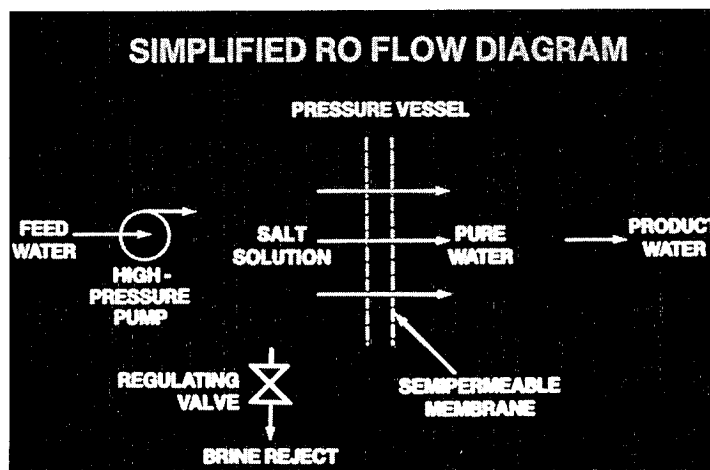 SIMPLIFIED RO FLOW DIAGRAM
PRESSURE VESSEL
FEED
WATER
HIGH -
PRESSURE
PUMP
SALT
SOLUTION
PURE
WATER
PRODUCT
WATER
REGULATING
VALVE
SEMIPERMEABLE
MEMBRANE
BRINE REJECT